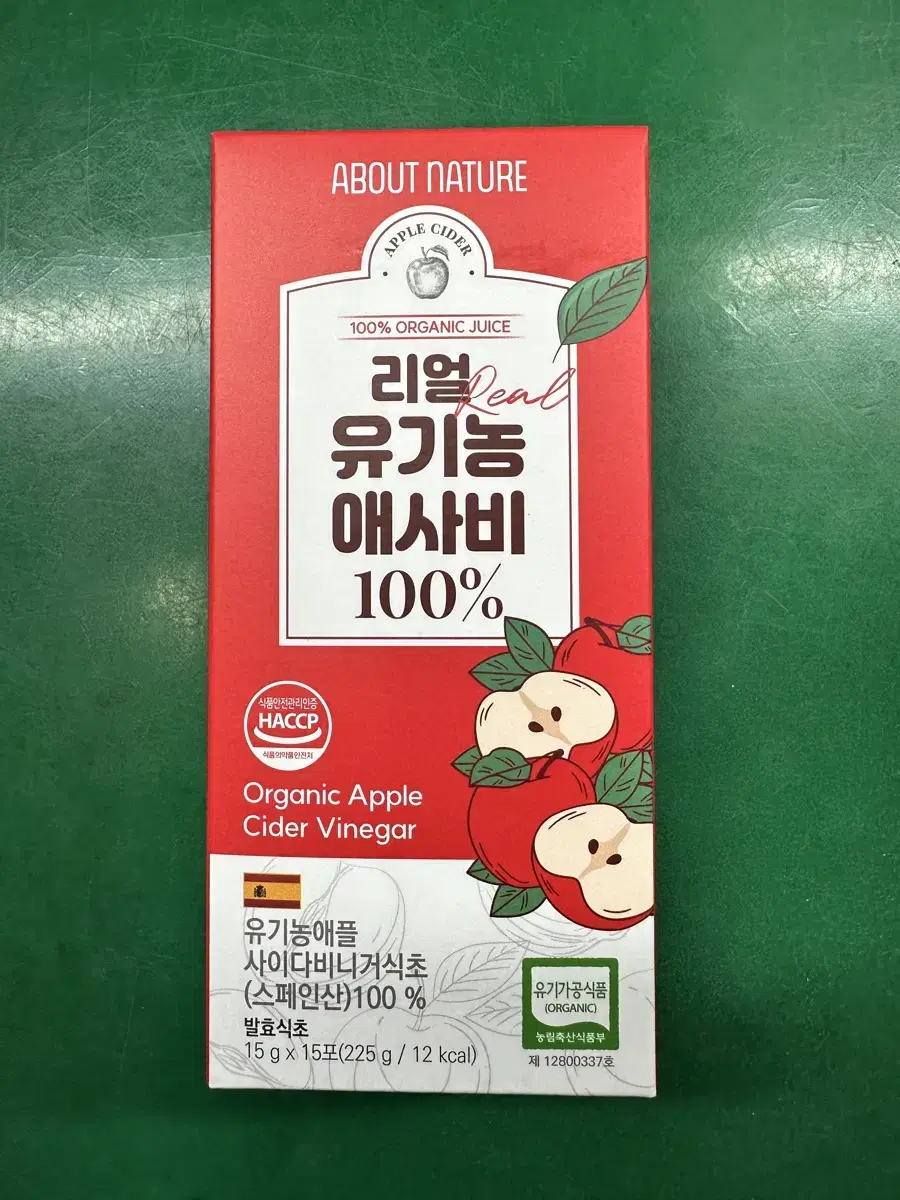 ABOUT NATURE
APPLE CIDER
100% ORGANIC JUICE
리얼
Real
유기농
애사비
100%
식품안전관리인증
HACCP
식품의약품안전처
Organic Apple
Cider Vinegar
유기농애플
사이다비니거식초
(스페인산)100 %
발효식초
15 g x 15포(225 g / 12 kcal)
유기가공식품
(ORGANIC)
농림축산식품부
제 12800337호